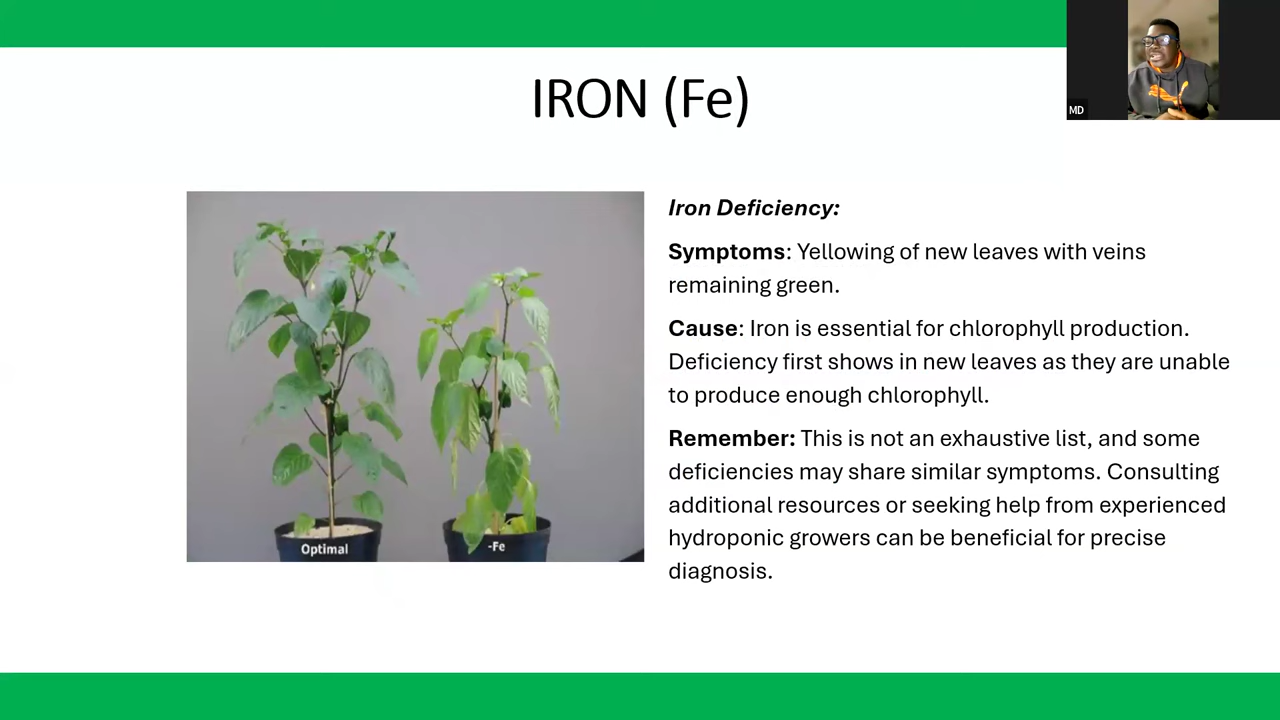 IRON (Fe)
MD
Iron Deficiency:
Symptoms: Yellowing of new leaves with veins
remaining green.
Cause: Iron is essential for chlorophyll production.
Deficiency first shows in new leaves as they are unable
to produce enough chlorophyll.
Remember: This is not an exhaustive list, and some
deficiencies may share similar symptoms. Consulting
additional resources or seeking help from experienced
hydroponic growers can be beneficial for precise
diagnosis.
Optimal
-Fe